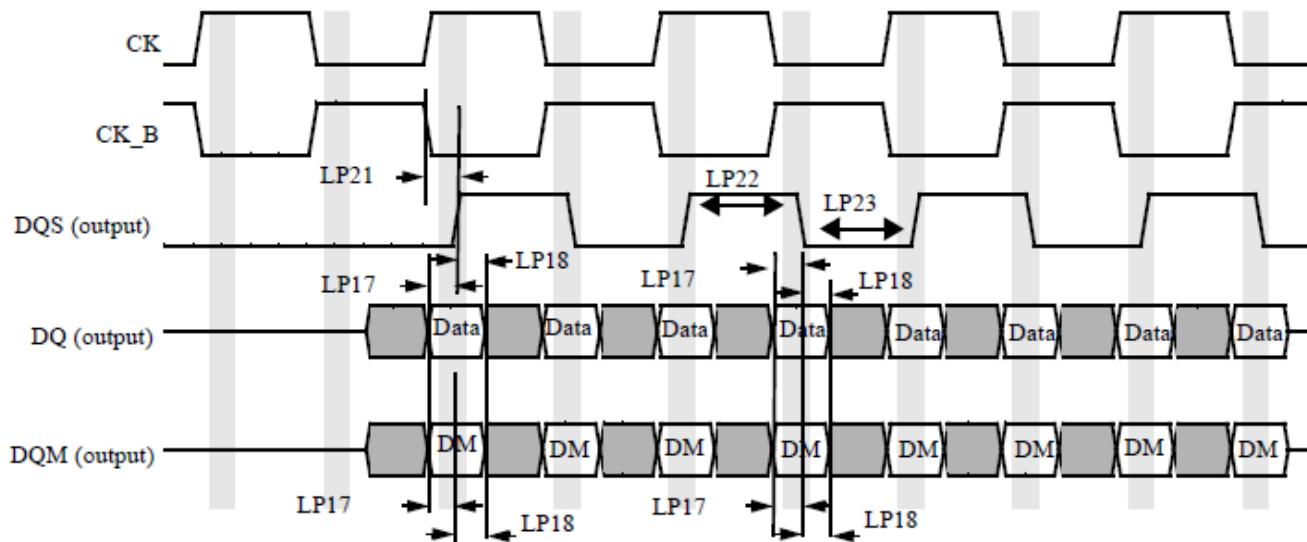 CK
CK_B
LP21
LP22
LP23
DQS (output)
LP17
LP18
LP17
LP18
DQ (output)
Data
Data
Data
Data
Data
Data
Data
Data
DQM (output)
DM
DM
DM
DM
DM
DM
DM
DM
LP17
LP18
LP17
LP18